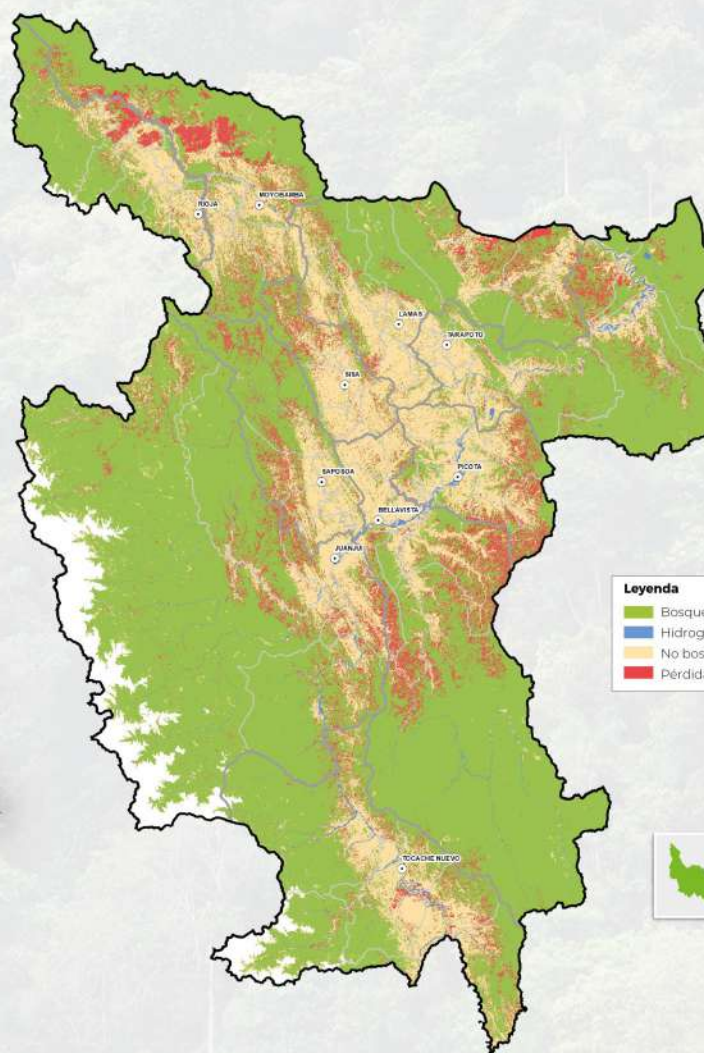 RIOJA
MOYOBAMBA
LAMAS
TARAPOTO
SISA
SAPOSOA
PICOTA
BELLAVISTA
JUANJUI
Leyenda
Bosque
Hidrog
No bos
Pérdida
TOCACHE NUEVO